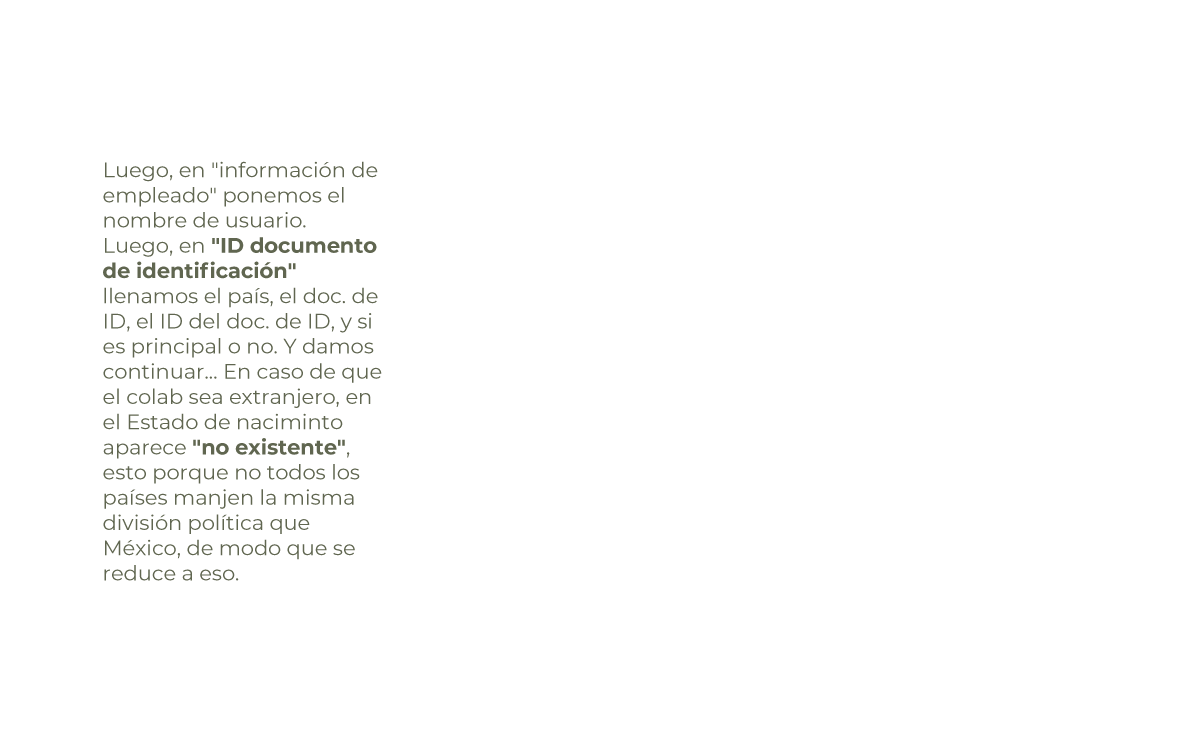 Luego, en "información de
empleado" ponemos el
nombre de usuario.
Luego, en "ID documento
de identificación"
llenamos el país, el doc. de
ID, el ID del doc. de ID, y si
es principal o no. Y damos
continuar... En caso de que
el colab sea extranjero, en
el Estado de naciminto
aparece "no existente",
esto porque no todos los
países manjen la misma
división política que
México, de modo que se
reduce a eso.